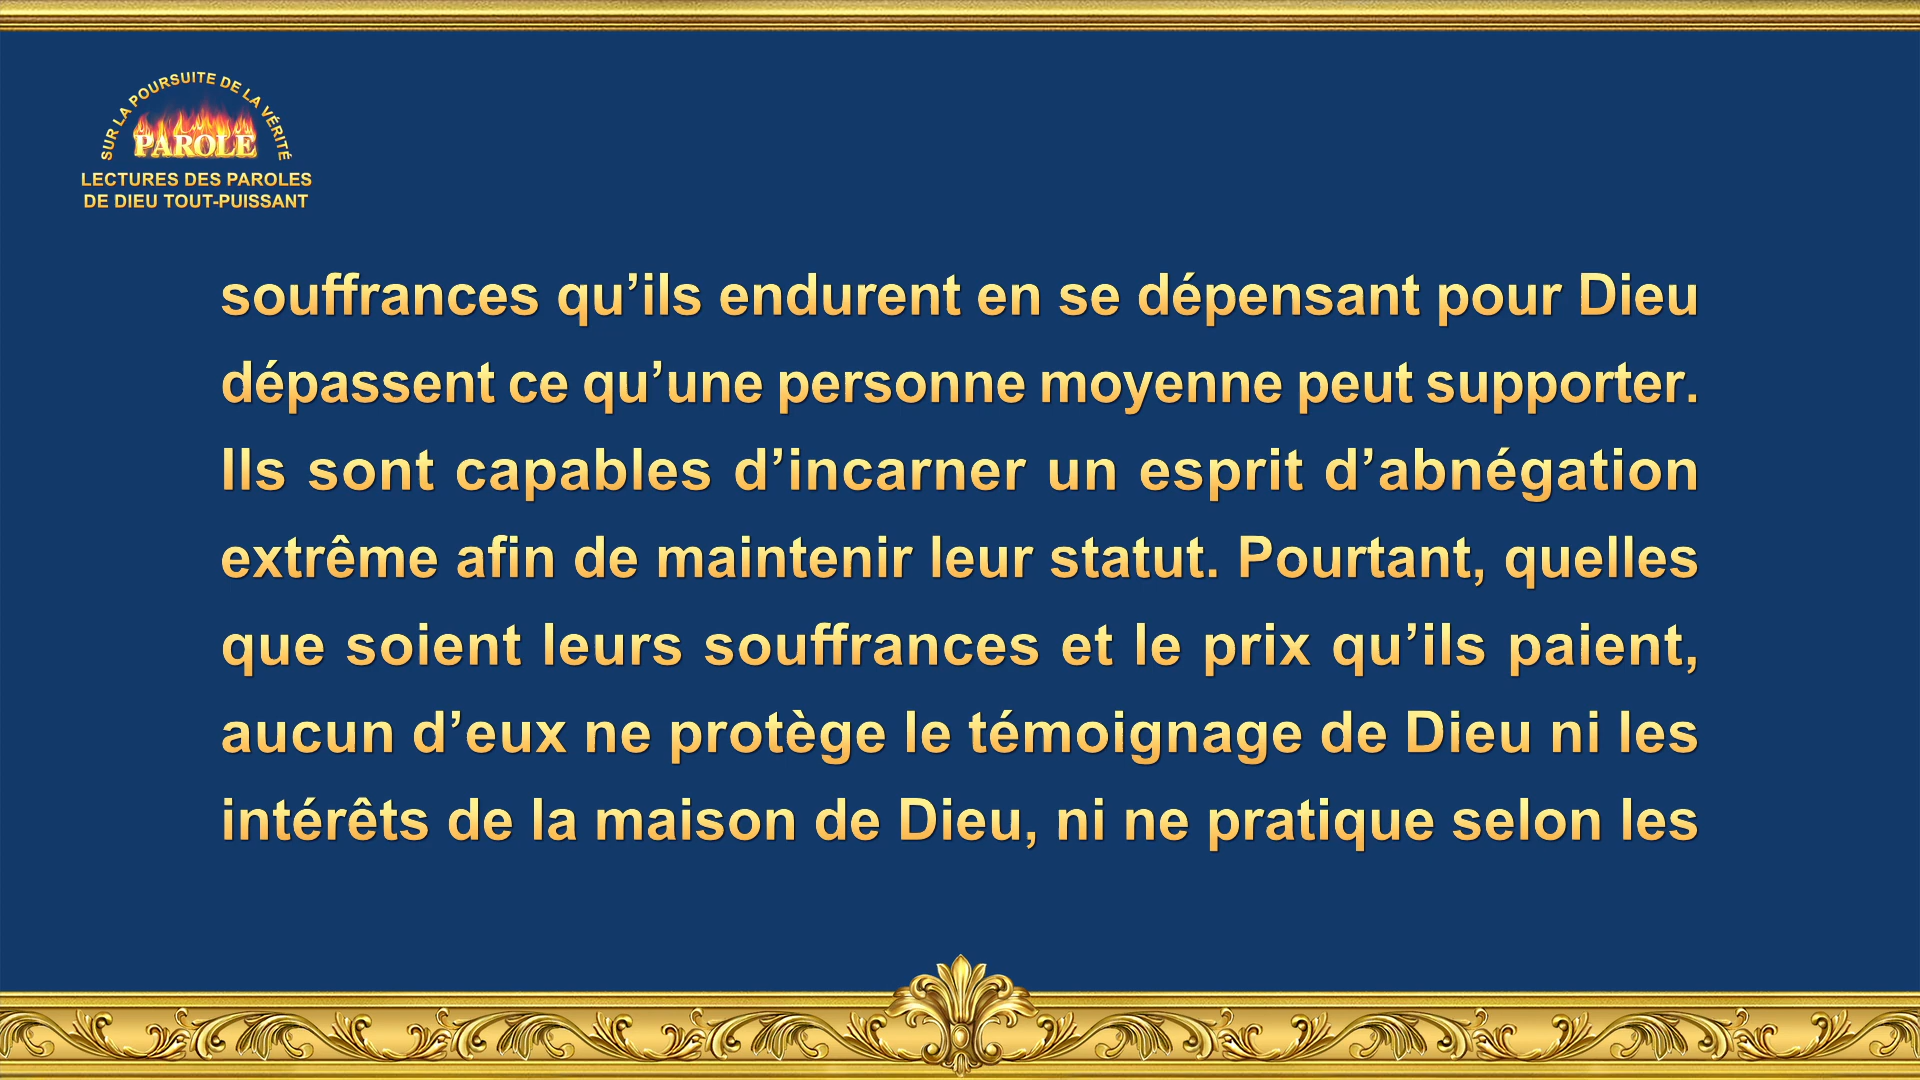 SUR LA POURSUITE DE LA VÉRITÉ
PAROLE
LECTURES DES PAROLES
DE DIEU TOUT-PUISSANT
souffrances qu’ils endurent en se dépensant pour Dieu
dépassent ce qu’une personne moyenne peut supporter.
Ils sont capables d’incarner un esprit d’abnégation
extrême afin de maintenir leur statut. Pourtant, quelles
que soient leurs souffrances et le prix qu’ils paient,
aucun d’eux ne protège le témoignage de Dieu ni les
intérêts de la maison de Dieu, ni ne pratique selon les